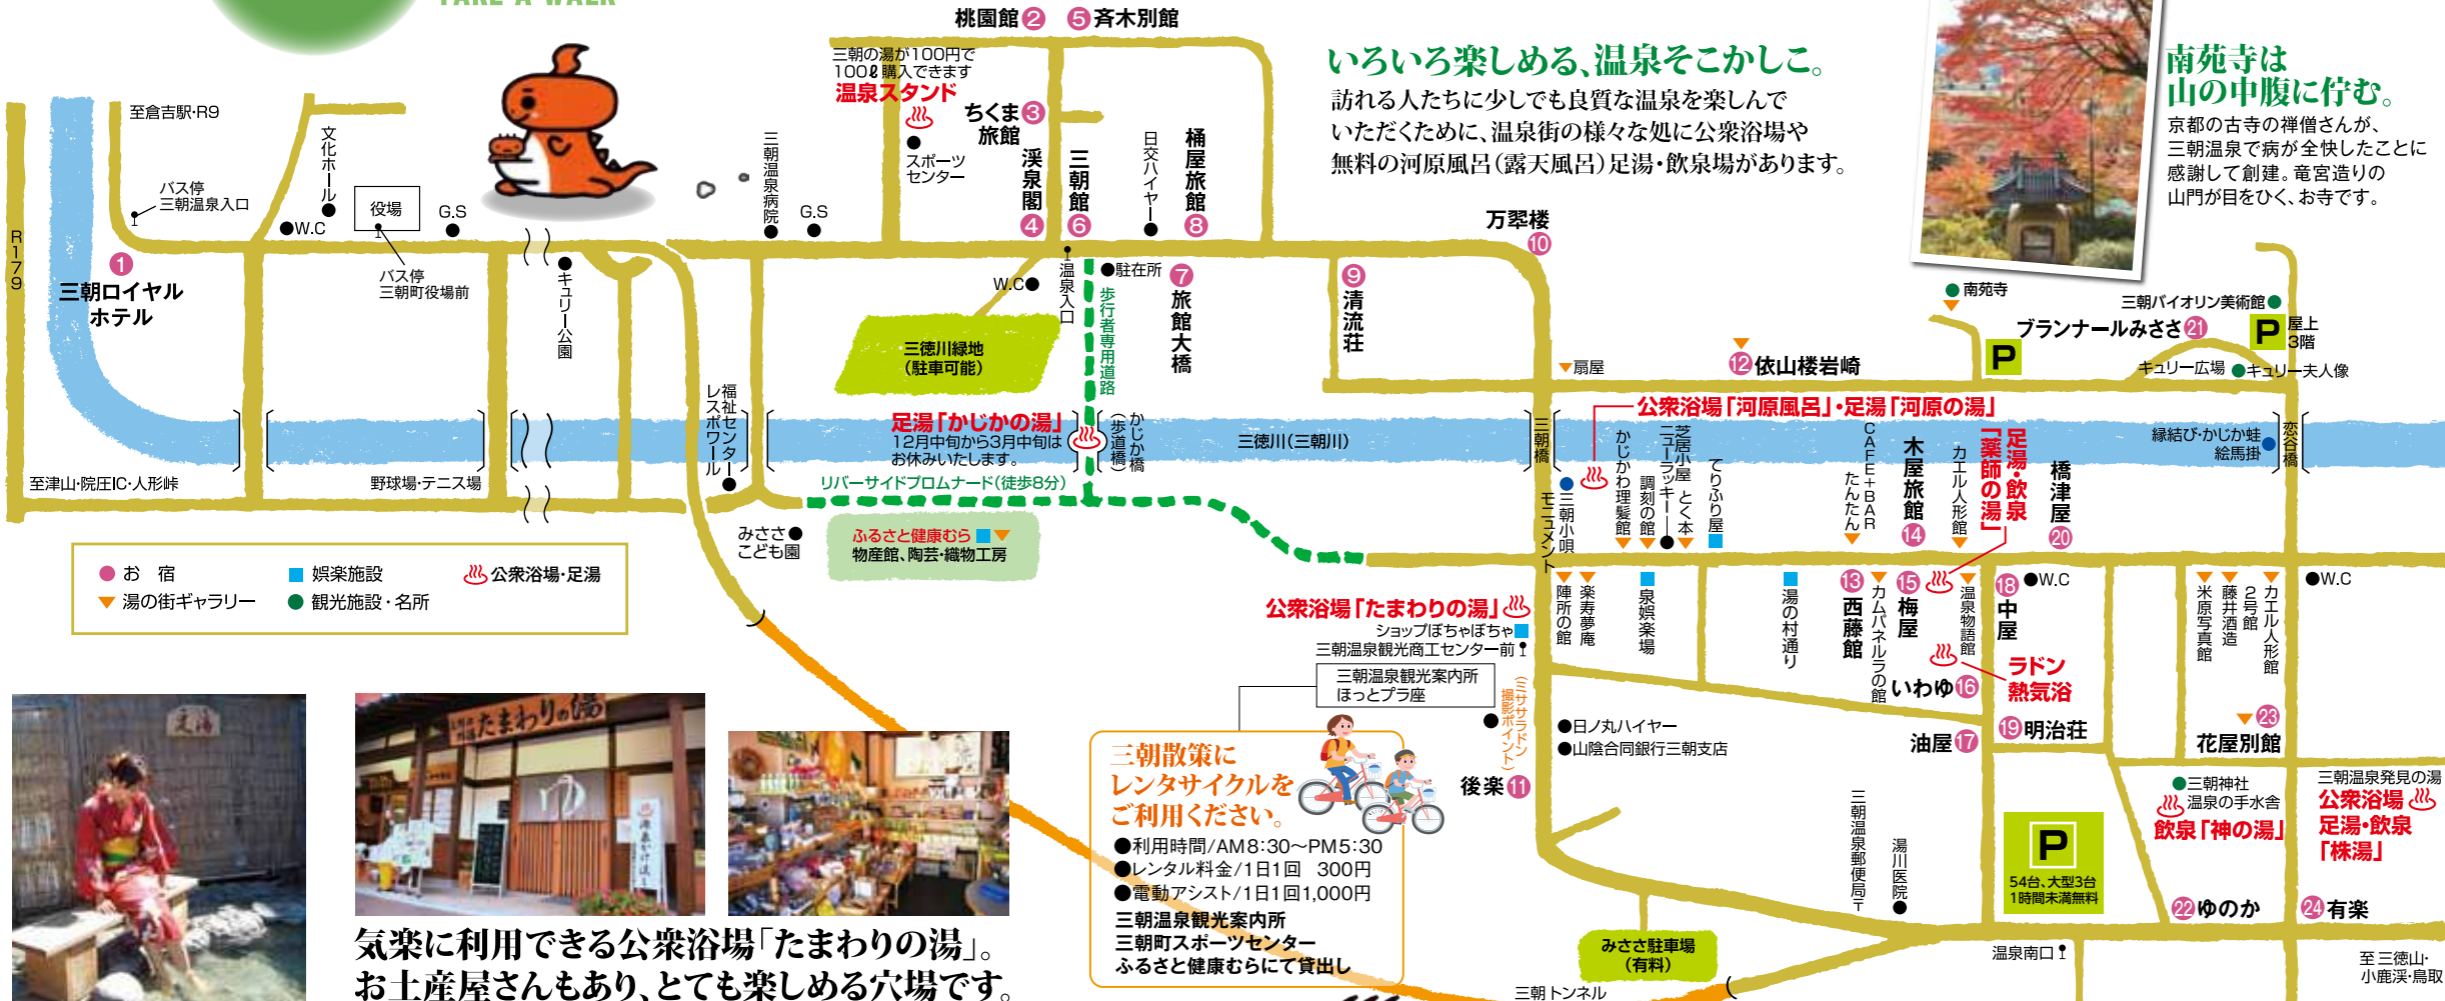 TAKE A WALK
桃園館②
⑤斉木別館
三朝の湯が100円で
100ℓ購入できます
温泉スタンド
ちくま③
旅館
スポーツ
センター
渓泉閣
④
三朝館
⑥
日交ハイヤー
桶屋旅館
⑧
三朝温泉病院
G.S
至倉吉駅・R9
文化ホール
バス停
三朝温泉入口
W.C
役場
G.S
バス停
三朝町役場前
R179
①
三朝ロイヤル
ホテル
キュリー公園
W.C
温泉入口
駐在所
歩行者専用道路
⑦
旅館大橋
三徳川緑地
(駐車可能)
⑨
清流荘
万翠楼
⑩
いろいろ楽しめる、温泉そこかしこ。
訪れる人たちに少しでも良質な温泉を楽しんで
いただくために、温泉街の様々な処に公衆浴場や
無料の河原風呂(露天風呂)足湯・飲泉場があります。
南苑寺は
山の中腹に佇む。
京都の古寺の禅僧さんが、
三朝温泉で病が全快したことに
感謝して創建。竜宮造りの
山門が目をひく、お寺です。
南苑寺
三朝バイオリン美術館
ブランナールみささ㉑
P
P
屋上
3階
キュリー広場
キュリー夫人像
扇屋
⑫依山楼岩崎
福祉センター
レスポワール
足湯「かじかの湯」
12月中旬から3月中旬は
お休みいたします。
かじか橋
(歩道橋)
三徳川(三朝川)
三朝橋
公衆浴場「河原風呂」・足湯「河原の湯」
縁結び・かじか蛙
絵馬掛
恋谷橋
至津山・院庄IC・人形峠
野球場・テニス場
リバーサイドプロムナード(徒歩8分)
みささ
こども園
ふるさと健康むら
物産館、陶芸・織物工房
三朝小唄
モニュメント
かじかわ理髪館
調刻の館
ニューラッキー
芝居小屋 とく本
てりふり屋
CAFE+BAR
たんたん
木屋旅館
⑭
カエル人形館
足湯・飲泉
「薬師の湯」
橋津屋
⑳
お 宿
娯楽施設
公衆浴場・足湯
湯の街ギャラリー
観光施設・名所
公衆浴場「たまわりの湯」
ショップぽちゃぽちゃ
三朝温泉観光商工センター前
三朝温泉観光案内所
ほっとプラ座
(ミササラドン
撮影ポイント)
陣所の館
楽寿夢庵
泉娯楽場
湯の村通り
⑬
西藤館
カムパネルラの館
⑮
梅屋
温泉物語館
⑱
中屋
W.C
ラドン
熱気浴
いわゆ⑯
油屋⑰
⑲明治荘
米原写真館
藤井酒造
2号館
カエル人形館
W.C
㉓
花屋別館
日ノ丸ハイヤー
山陰合同銀行三朝支店
後楽⑪
三朝神社
温泉の手水舎
飲泉「神の湯」
三朝温泉発見の湯
公衆浴場
足湯・飲泉
「株湯」
三朝温泉郵便局〒
湯川医院
P
54台、大型3台
1時間未満無料
㉒ゆのか
㉔有楽
みささ駐車場
(有料)
温泉南口
至三徳山・
小鹿渓・鳥取
三朝トンネル
三朝散策に
レンタサイクルを
ご利用ください。
●利用時間/AM8:30〜PM5:30
●レンタル料金/1日1回 300円
●電動アシスト/1日1回1,000円
三朝温泉観光案内所
三朝町スポーツセンター
ふるさと健康むらにて貸出し
足湯
たまわりの湯
ゆ
気楽に利用できる公衆浴場「たまわりの湯」。
お土産屋さんもあり、とても楽しめる穴場です。